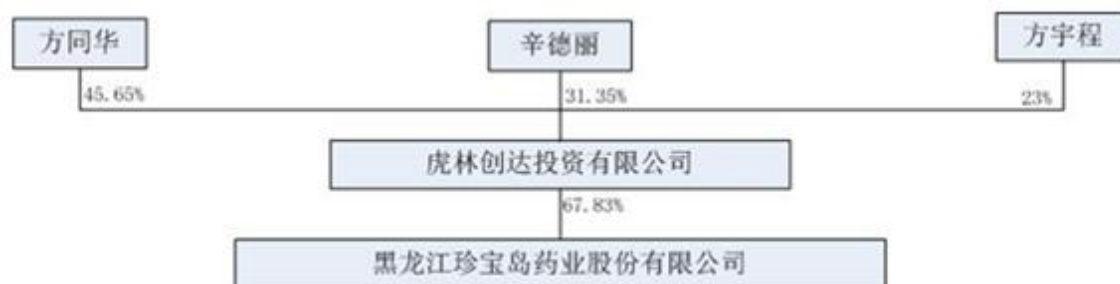 方同华
辛德丽
方宇程
45.65%
31.35%
23%
虎林创达投资有限公司
67.83%
黑龙江珍宝岛药业股份有限公司